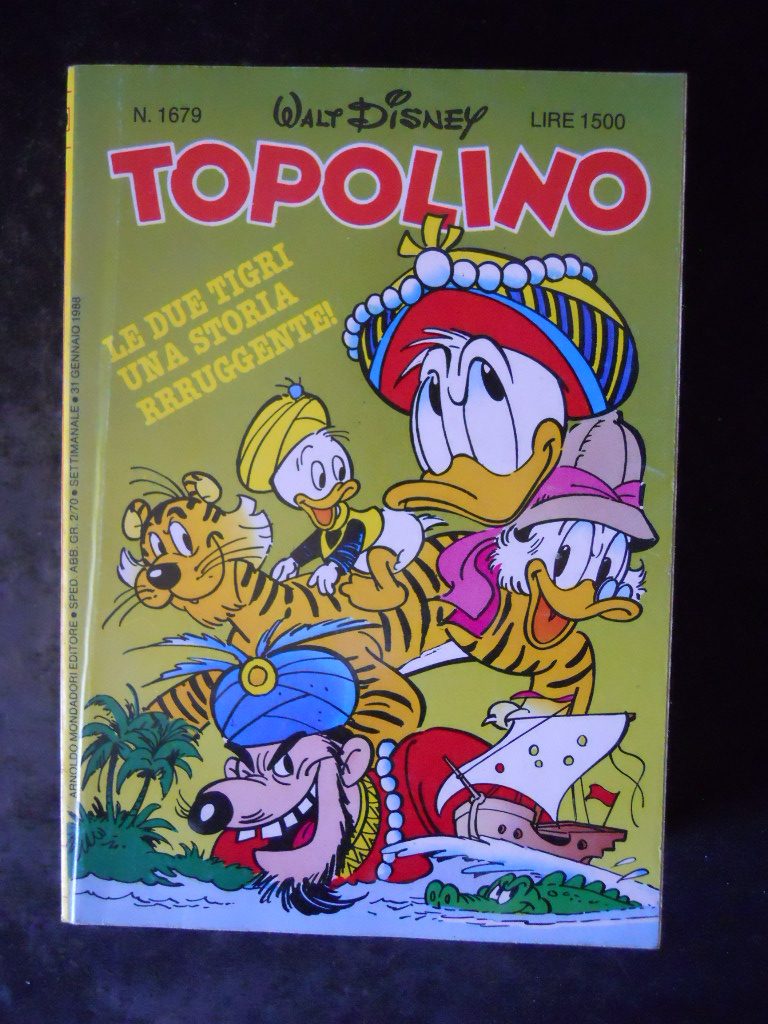 N. 1679
WALT DISNEY
LIRE 1500
TOPOLINO
LE DUE TIGRI
UNA STORIA
RRRUGGENTE!
ARNOLDO MONDADORI EDITORE • SPED. ABB. GR. 2/70 • SETTIMANALE • 31 GENNAIO 1988